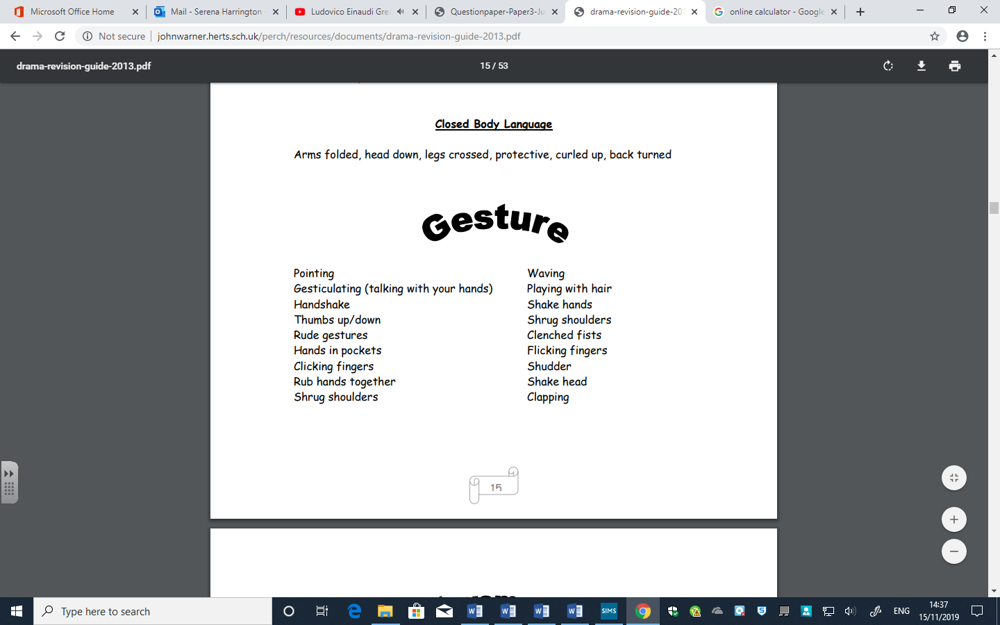 Microsoft Office Home
Mail - Serena Harrington -
Ludovico Einaudi Grea
Questionpaper-Paper3-Ju
drama-revision-guide-201
online calculator - Google
Not secure
johnwarner.herts.sch.uk/perch/resources/documents/drama-revision-guide-2013.pdf
drama-revision-guide-2013.pdf
15 / 53
Closed Body Language
Arms folded, head down, legs crossed, protective, curled up, back turned
Gesture
Pointing
Gesticulating (talking with your hands)
Handshake
Thumbs up/down
Rude gestures
Hands in pockets
Clicking fingers
Rub hands together
Shrug shoulders
Waving
Playing with hair
Shake hands
Shrug shoulders
Clenched fists
Flicking fingers
Shudder
Shake head
Clapping
15
Type here to search
SIMS
ENG
14:37
15/11/2019